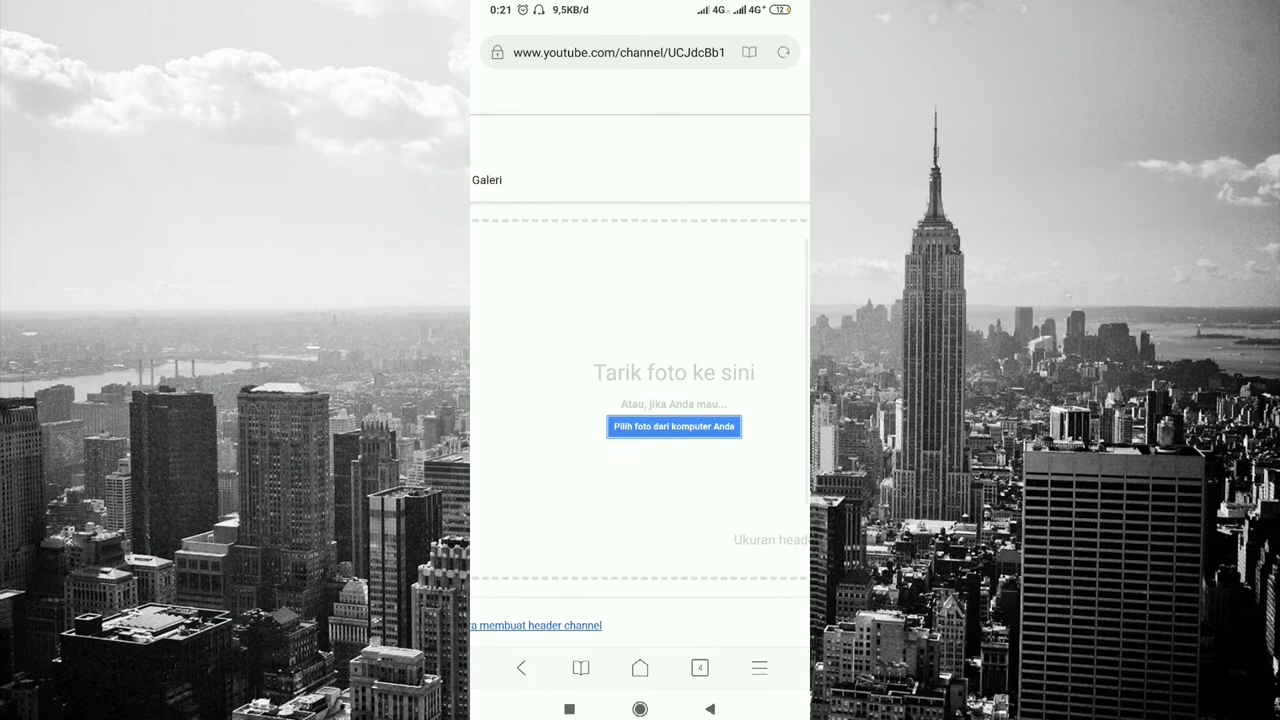 0:21 9,5KB/d 4G 4G+ 12
www.youtube.com/channel/UCJdcBb1
Galeri
Tarik foto ke sini
Atau, jika Anda mau...
Pilih foto dari komputer Anda
Ukuran head
a membuat header channel
4